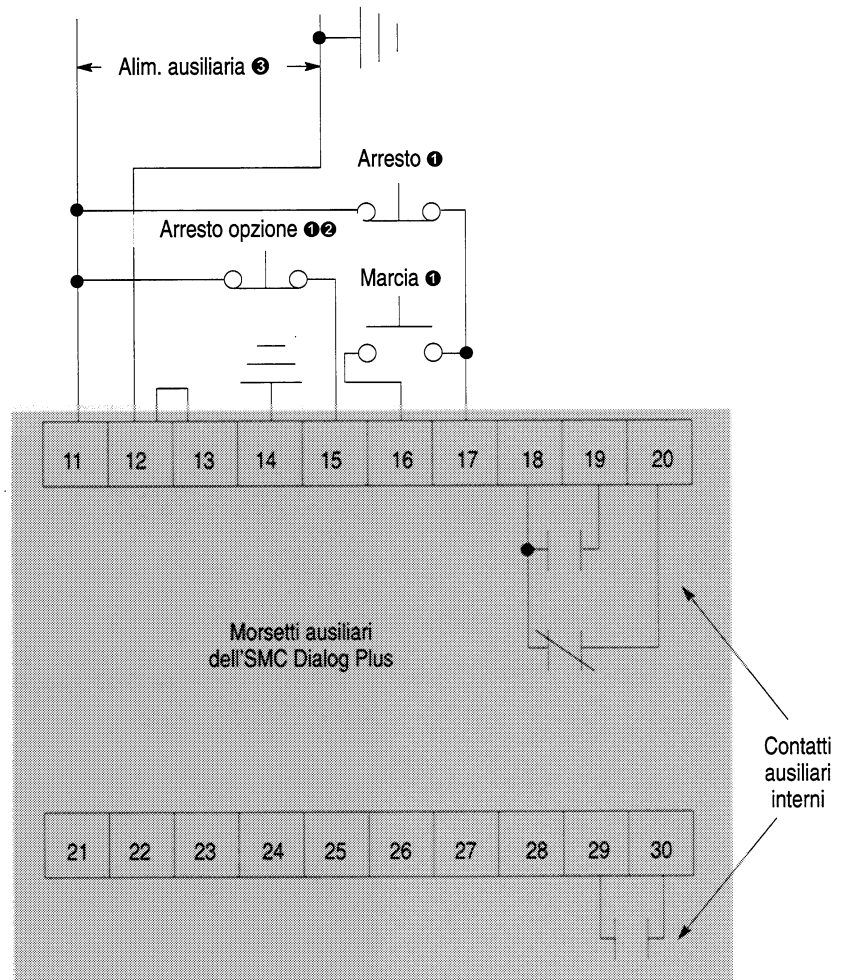 Alim. ausiliaria ❸
Arresto ❶
Arresto opzione ❶❷
Marcia ❶
11 12 13 14 15 16 17 18 19 20
Morsetti ausiliari
dell'SMC Dialog Plus
Contatti
ausiliari
interni
21 22 23 24 25 26 27 28 29 30